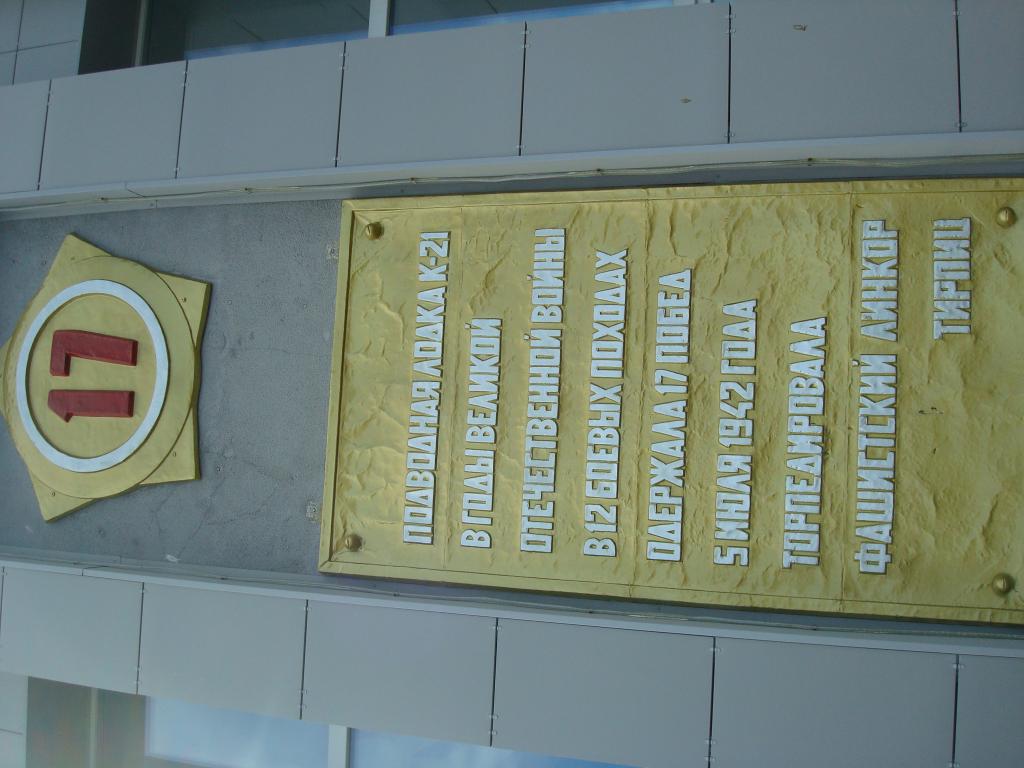 17
ПОДВОДНАЯ ЛОДКА К-21
В ГОДЫ ВЕЛИКОЙ
ОТЕЧЕСТВЕННОЙ ВОЙНЫ
В 12 БОЕВЫХ ПОХОДАХ
ОДЕРЖАЛА 17 ПОБЕД
5 ИЮЛЯ 1942 ГОДА
ТОРПЕДИРОВАЛА
ФАШИСТСКИЙ ЛИНКОР
ТИРПИЦ